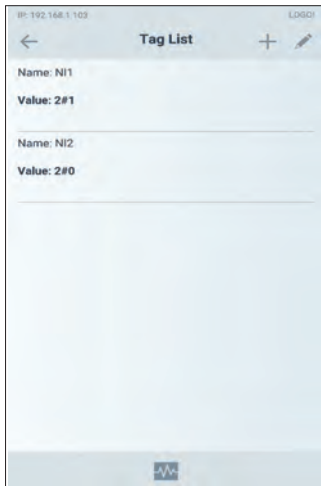 IP: 192.168.1.103 LOGO!
Tag List
Name: NI1
Value: 2#1
Name: NI2
Value: 2#0